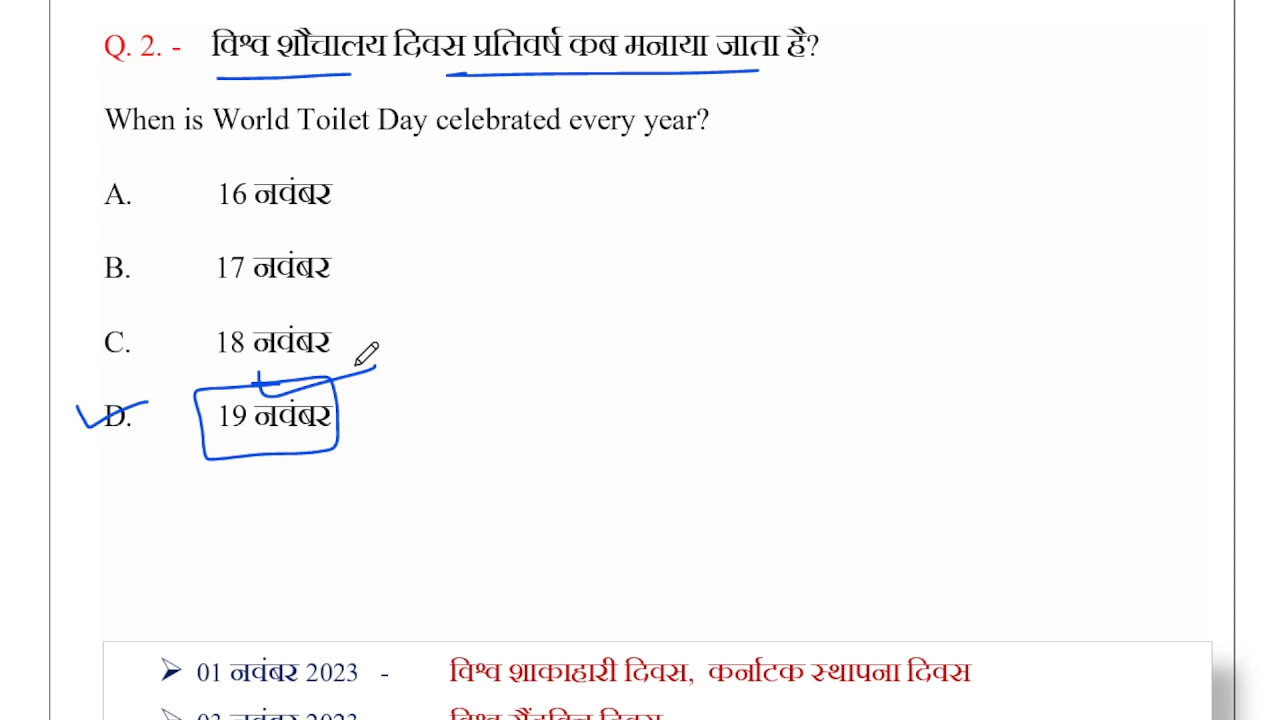 Q. 2. - विश्व शौचालय दिवस प्रतिवर्ष कब मनाया जाता है?
When is World Toilet Day celebrated every year?
A. 16 नवंबर
B. 17 नवंबर
C. 18 नवंबर
D. 19 नवंबर
➢ 01 नवंबर 2023 - विश्व शाकाहारी दिवस, कर्नाटक स्थापना दिवस